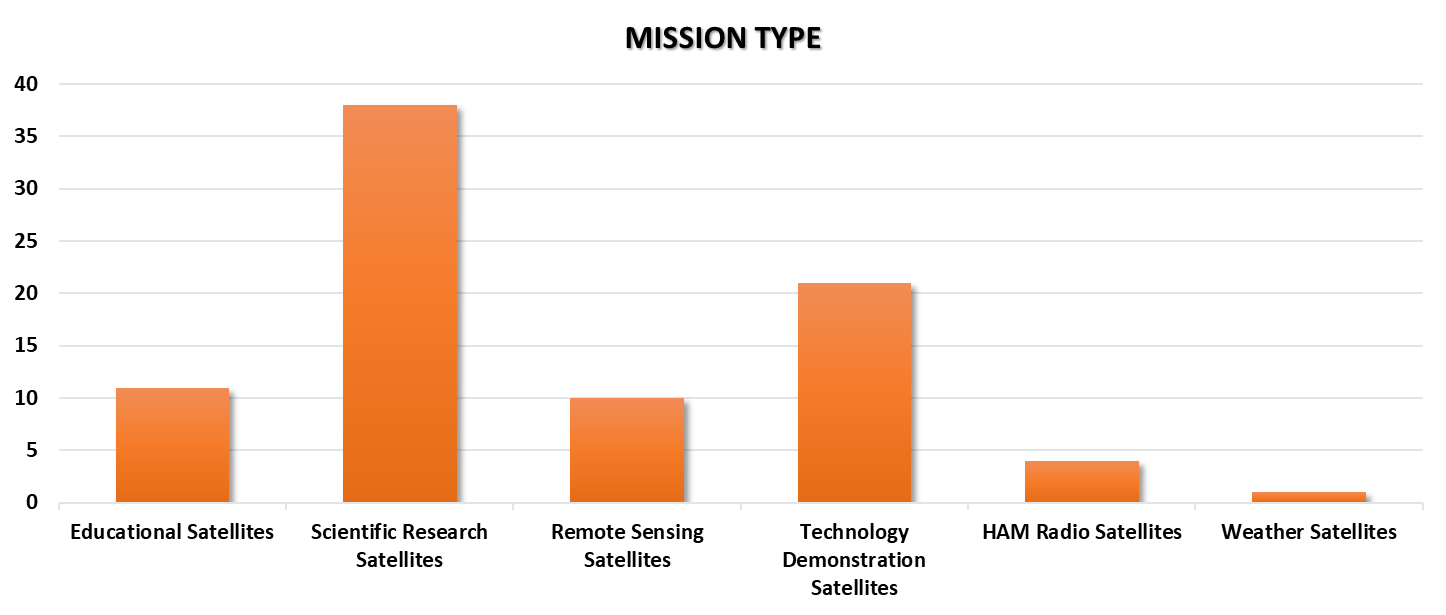 MISSION TYPE
40
35
30
25
20
15
10
5
0
Educational Satellites
Scientific Research
Satellites
Remote Sensing
Satellites
Technology
Demonstration
Satellites
HAM Radio Satellites
Weather Satellites